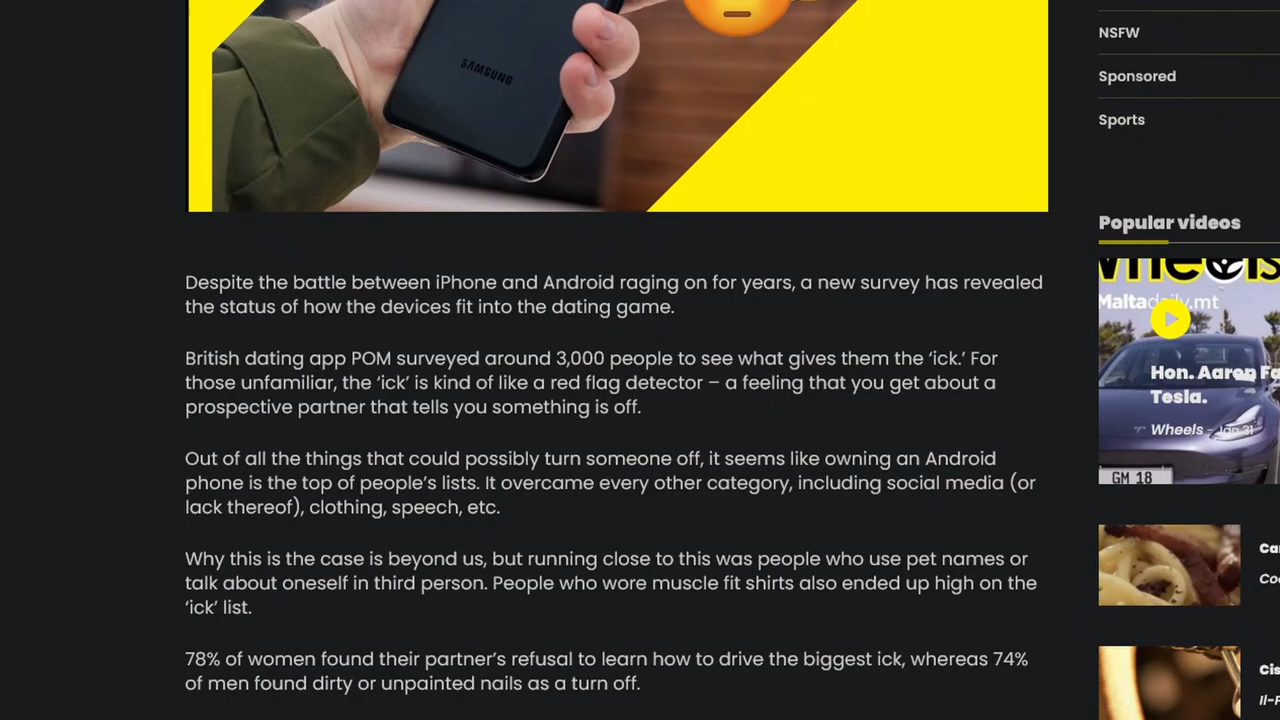 SAMSUNG
Despite the battle between iPhone and Android raging on for years, a new survey has revealed
the status of how the devices fit into the dating game.
British dating app POM surveyed around 3,000 people to see what gives them the ‘ick.’ For
those unfamiliar, the ‘ick’ is kind of like a red flag detector – a feeling that you get about a
prospective partner that tells you something is off.
Out of all the things that could possibly turn someone off, it seems like owning an Android
phone is the top of people’s lists. It overcame every other category, including social media (or
lack thereof), clothing, speech, etc.
Why this is the case is beyond us, but running close to this was people who use pet names or
talk about oneself in third person. People who wore muscle fit shirts also ended up high on the
‘ick’ list.
78% of women found their partner’s refusal to learn how to drive the biggest ick, whereas 74%
of men found dirty or unpainted nails as a turn off.
NSFW
Sponsored
Sports
Popular videos
wheels
Maltadaily.mt
Hon. Aaron Fa
Tesla.
Wheels - Jan 31
GM 18
Ca
Co
Cis
Il-F